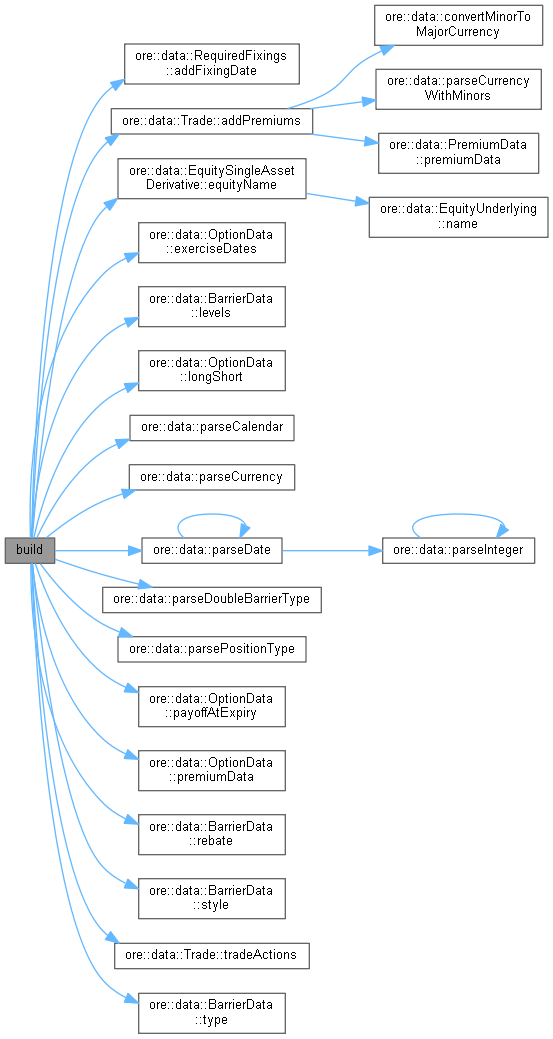 build
ore::data::RequiredFixings
::addFixingDate
ore::data::Trade::addPremiums
ore::data::convertMinorTo
MajorCurrency
ore::data::parseCurrency
WithMinors
ore::data::PremiumData
::premiumData
ore::data::EquitySingleAsset
Derivative::equityName
ore::data::EquityUnderlying
::name
ore::data::OptionData
::exerciseDates
ore::data::BarrierData
::levels
ore::data::OptionData
::longShort
ore::data::parseCalendar
ore::data::parseCurrency
ore::data::parseDate
ore::data::parseInteger
ore::data::parseDoubleBarrierType
ore::data::parsePositionType
ore::data::OptionData
::payoffAtExpiry
ore::data::OptionData
::premiumData
ore::data::BarrierData
::rebate
ore::data::BarrierData
::style
ore::data::Trade::tradeActions
ore::data::BarrierData
::type